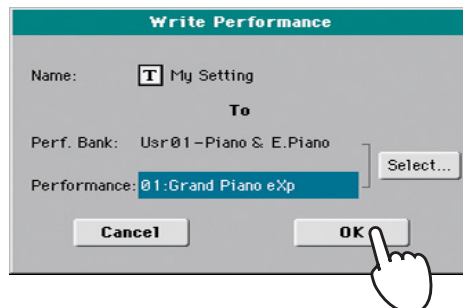 Write Performance
Name: T My Setting
To
Perf. Bank: Usr01-Piano & E.Piano
Select...
Performance: 01:Grand Piano eXp
Cancel OK